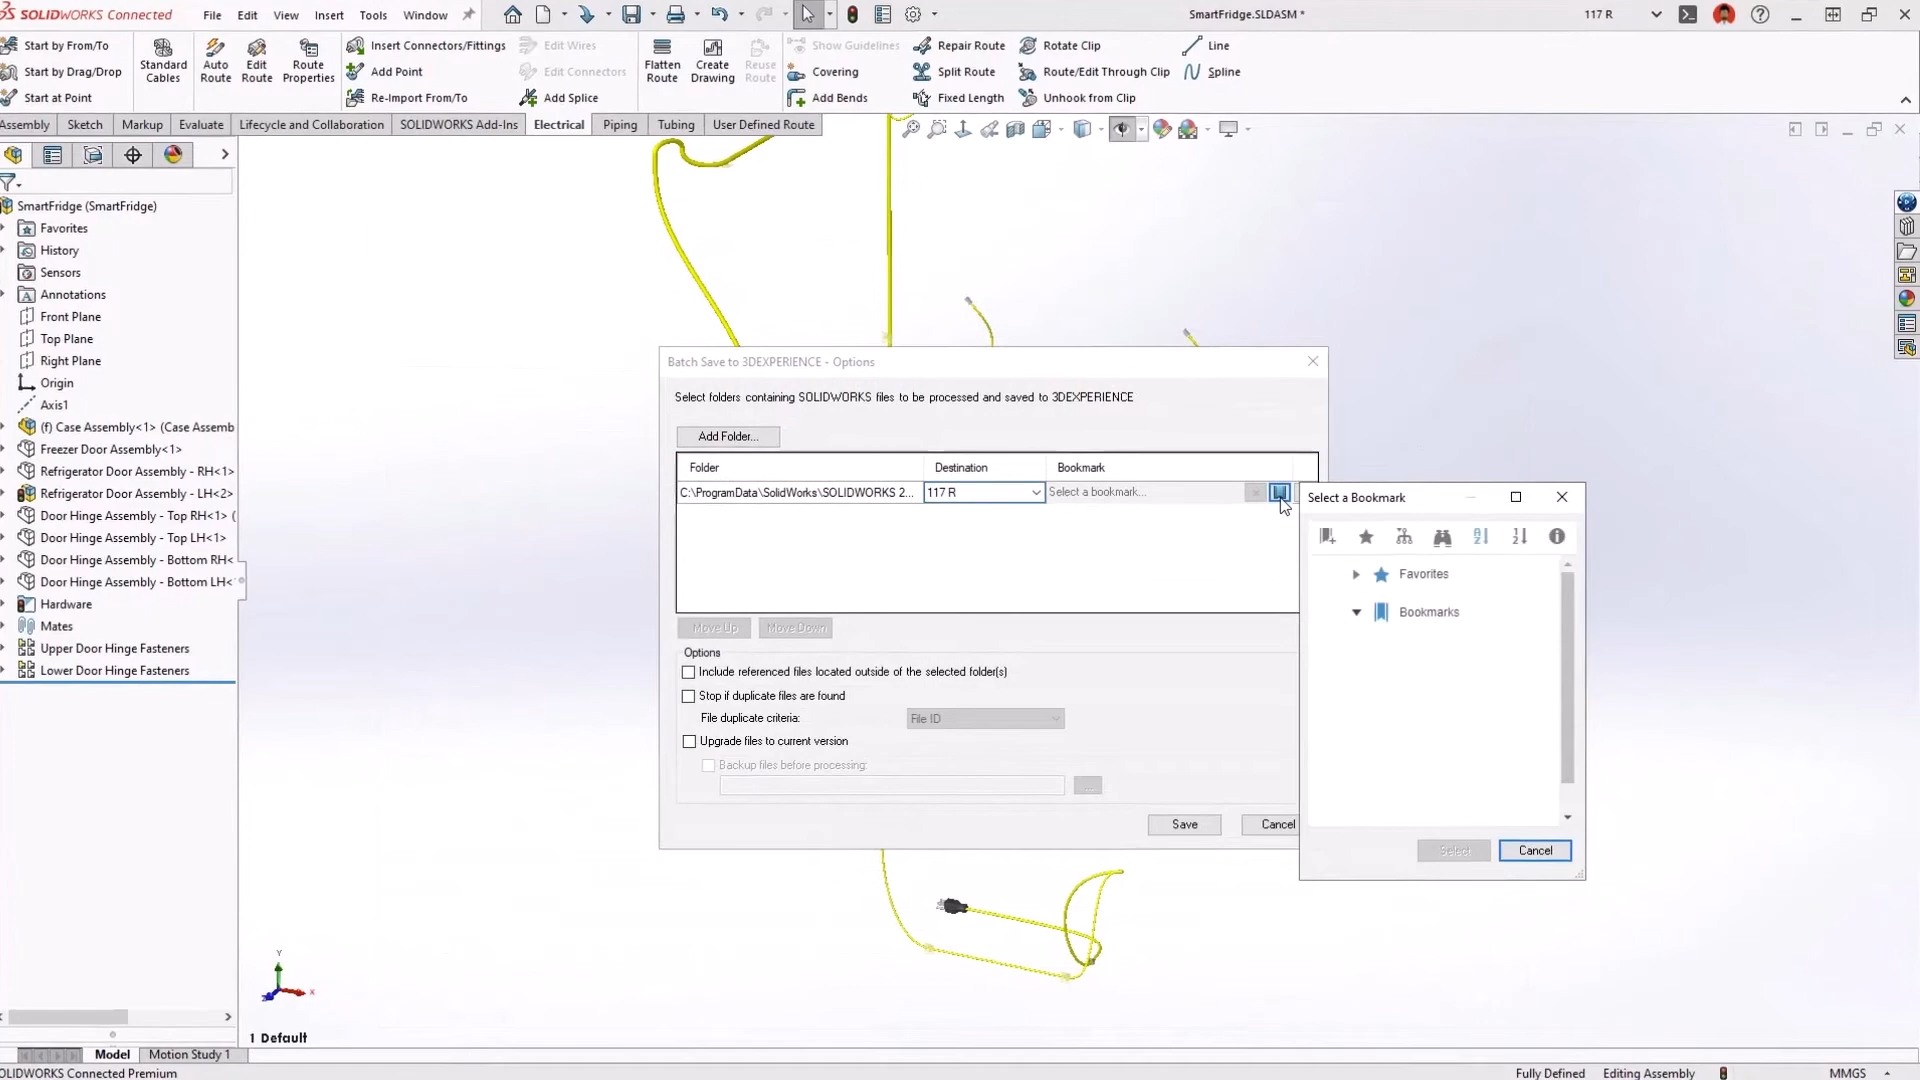 SOLIDWORKS Connected
File Edit View Insert Tools Window
SmartFridge.SLDASM *
117 R
Start by From/To
Start by Drag/Drop
Start at Point
Standard Cables
Auto Route
Edit Route
Route Properties
Insert Connectors/Fittings
Add Point
Re-Import From/To
Edit Wires
Edit Connectors
Add Splice
Flatten Route
Create Drawing
Reuse Route
Show Guidelines
Covering
Add Bends
Repair Route
Split Route
Fixed Length
Rotate Clip
Route/Edit Through Clip
Unhook from Clip
Line
Spline
Assembly Sketch Markup Evaluate Lifecycle and Collaboration SOLIDWORKS Add-Ins Electrical Piping Tubing User Defined Route
SmartFridge (SmartFridge)
Favorites
History
Sensors
Annotations
Front Plane
Top Plane
Right Plane
Origin
Axis1
(f) Case Assembly<1> (Case Assemb
Freezer Door Assembly<1>
Refrigerator Door Assembly - RH<1>
Refrigerator Door Assembly - LH<2>
Door Hinge Assembly - Top RH<1> (
Door Hinge Assembly - Top LH<1>
Door Hinge Assembly - Bottom RH<
Door Hinge Assembly - Bottom LH<
Hardware
Mates
Upper Door Hinge Fasteners
Lower Door Hinge Fasteners
Batch Save to 3DEXPERIENCE - Options
Select folders containing SOLIDWORKS files to be processed and saved to 3DEXPERIENCE
Add Folder...
Folder Destination Bookmark
C:\ProgramData\SolidWorks\SOLIDWORKS 2... 117 R Select a bookmark...
Move Up Move Down
Options
Include referenced files located outside of the selected folder(s)
Stop if duplicate files are found
File duplicate criteria: File ID
Upgrade files to current version
Backup files before processing:
...
Save Cancel
Select a Bookmark
Favorites
Bookmarks
Select Cancel
Y
X
Z
1 Default
Model Motion Study 1
OLIDWORKS Connected Premium
Fully Defined Editing Assembly MMGS